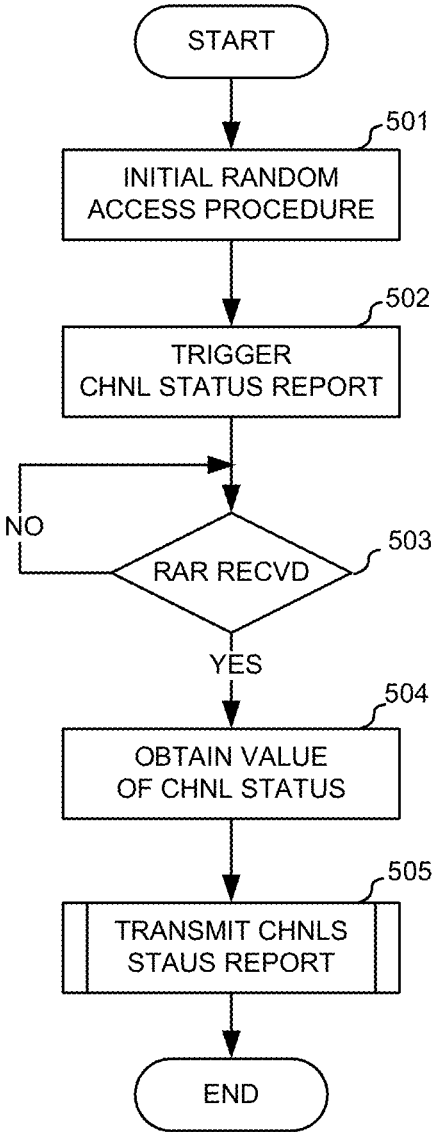 START
501
INITIAL RANDOM
ACCESS PROCEDURE
502
TRIGGER
CHNL STATUS REPORT
NO
RAR RECVD
503
YES
504
OBTAIN VALUE
OF CHNL STATUS
505
TRANSMIT CHNLS
STAUS REPORT
END